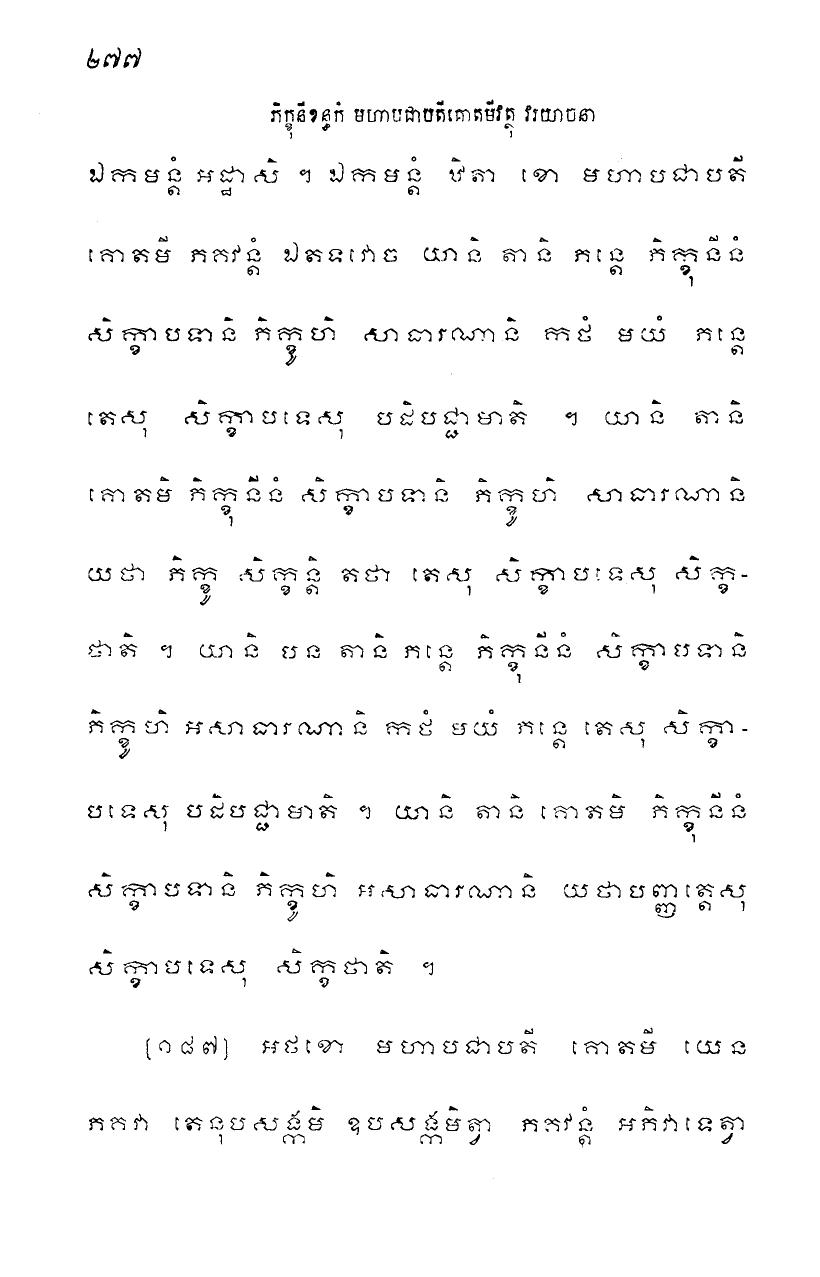 ២៧៧
ភិក្ខុនីខន្ធកំ មហាបជាបតីគោតមីវត្ថុ វរយាចនា
ឯកមន្តំ អដ្ឋាសិ ។ ឯកមន្តំ ឋិតា ខោ មហាបជាបតី
គោតមី ភគវន្តំ ឯតទវោច យានិ តានិ ភន្តេ ភិក្ខុនីនំ
សិក្ខាបទានិ ភិក្ខូហិ សាធារណានិ កថំ មយំ ភន្តេ
តេសុ សិក្ខាបទេសុ បដិបជ្ជាមាតិ ។ យានិ តានិ
គោតមិ ភិក្ខុនីនំ សិក្ខាបទានិ ភិក្ខូហិ សាធារណានិ
យថា ភិក្ខូ សិក្ខន្តិ តថា តេសុ សិក្ខាបទេសុ សិក្ខ-
ថាតិ ។ យានិ បន តានិ ភន្តេ ភិក្ខុនីនំ សិក្ខាបទានិ
ភិក្ខូហិ អសាធារណានិ កថំ មយំ ភន្តេ តេសុ សិក្ខា-
បទេសុ បដិបជ្ជាមាតិ ។ យានិ តានិ គោតមិ ភិក្ខុនីនំ
សិក្ខាបទានិ ភិក្ខូហិ អសាធារណានិ យថាបញ្ញត្តេសុ
សិក្ខាបទេសុ សិក្ខថាតិ ។
[១៨៧] អថខោ មហាបជាបតី គោតមី យេន
ភគវា តេនុបសង្កមិ ឧបសង្កមិត្វា ភគវន្តំ អភិវាទេត្វា